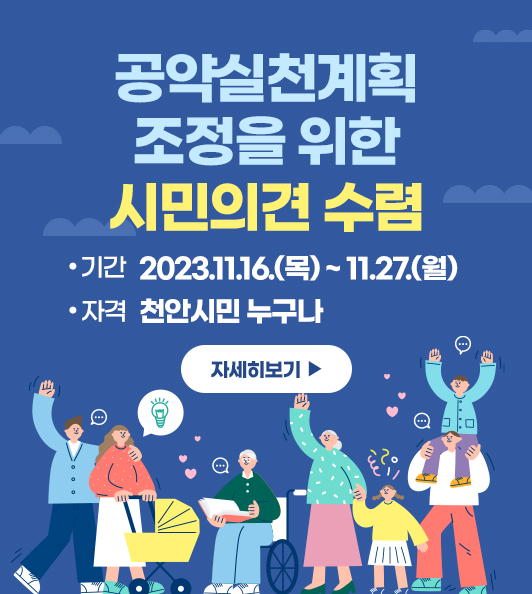 공약실천계획
조정을 위한
시민의견 수렴
• 기간 2023.11.16.(목) ~ 11.27.(월)
• 자격 천안시민 누구나
자세히보기 ▶